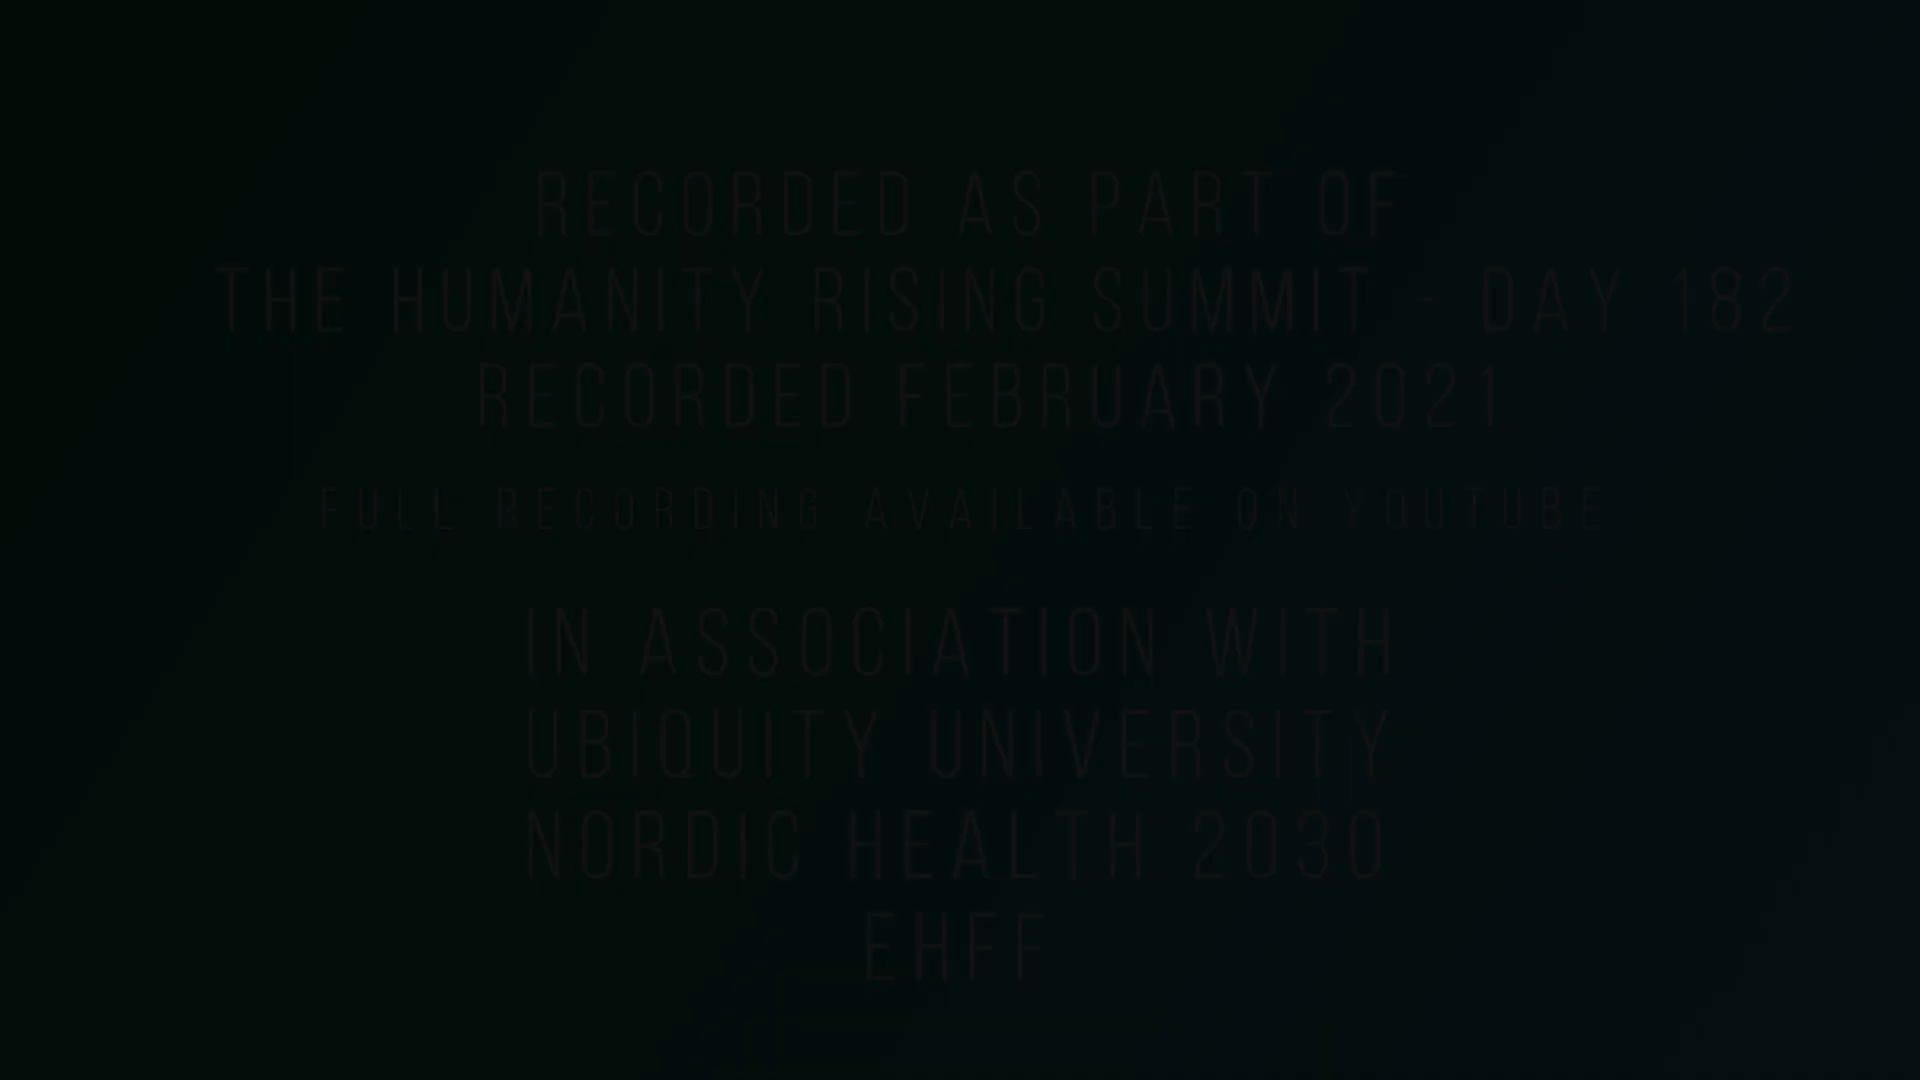 RECORDED AS PART OF
THE HUMANITY RISING SUMMIT - DAY 182
RECORDED FEBRUARY 2021
FULL RECORDING AVAILABLE ON YOUTUBE
IN ASSOCIATION WITH
UBIQUITY UNIVERSITY
NORDIC HEALTH 2030
EHFF